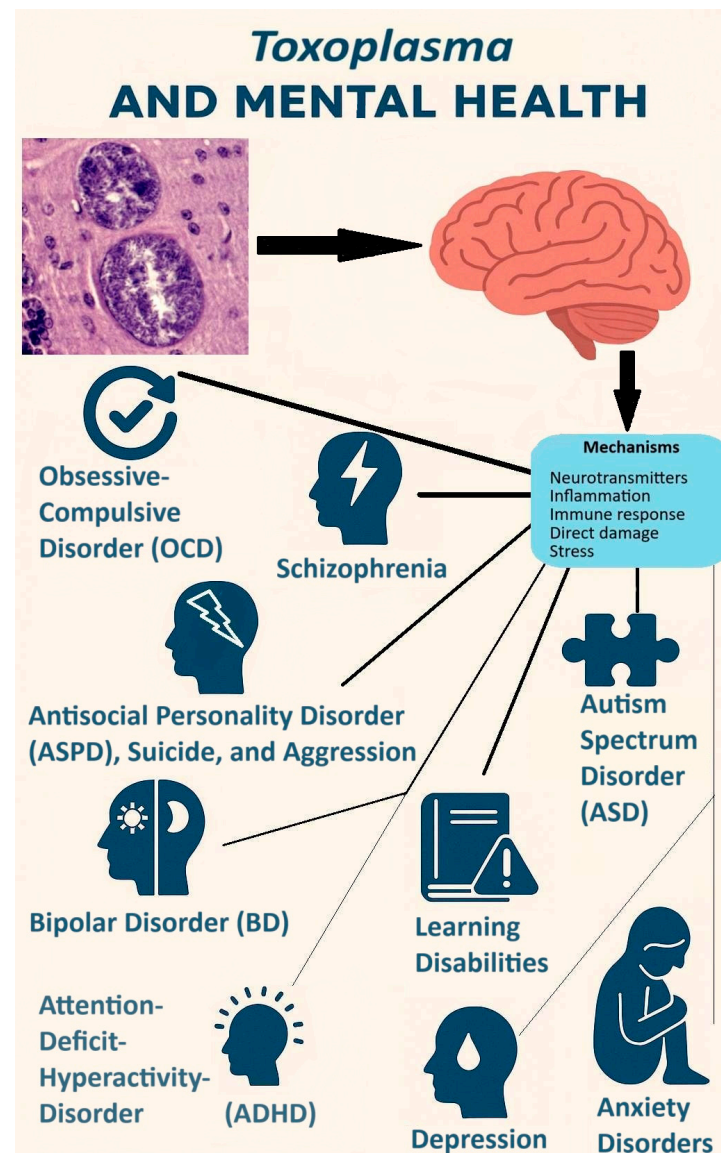 Toxoplasma
AND MENTAL HEALTH
Mechanisms
Neurotransmitters
Inflammation
Immune response
Direct damage
Stress
Obsessive-
Compulsive
Disorder (OCD)
Schizophrenia
Antisocial Personality Disorder
(ASPD), Suicide, and Aggression
Autism
Spectrum
Disorder
(ASD)
Bipolar Disorder (BD)
Learning
Disabilities
Attention-
Deficit-
Hyperactivity-
Disorder (ADHD)
Depression
Anxiety
Disorders